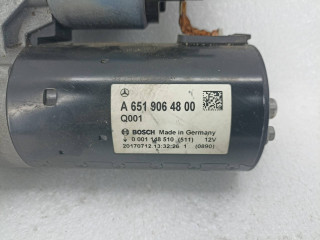 A 651 906 48 00
Q001
BOSCH Made in Germany
0 001 148 510 (511) 12V
20170712 13:32:26 1 (0890)